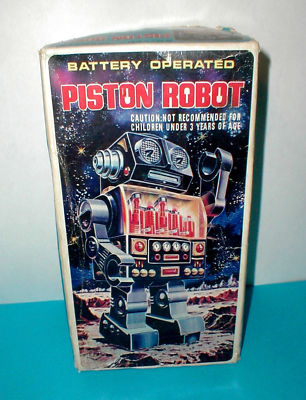 BATTERY OPERATED
PISTON ROBOT
CAUTION:NOT RECOMMENDED FOR
CHILDREN UNDER 3 YEARS OF AGE